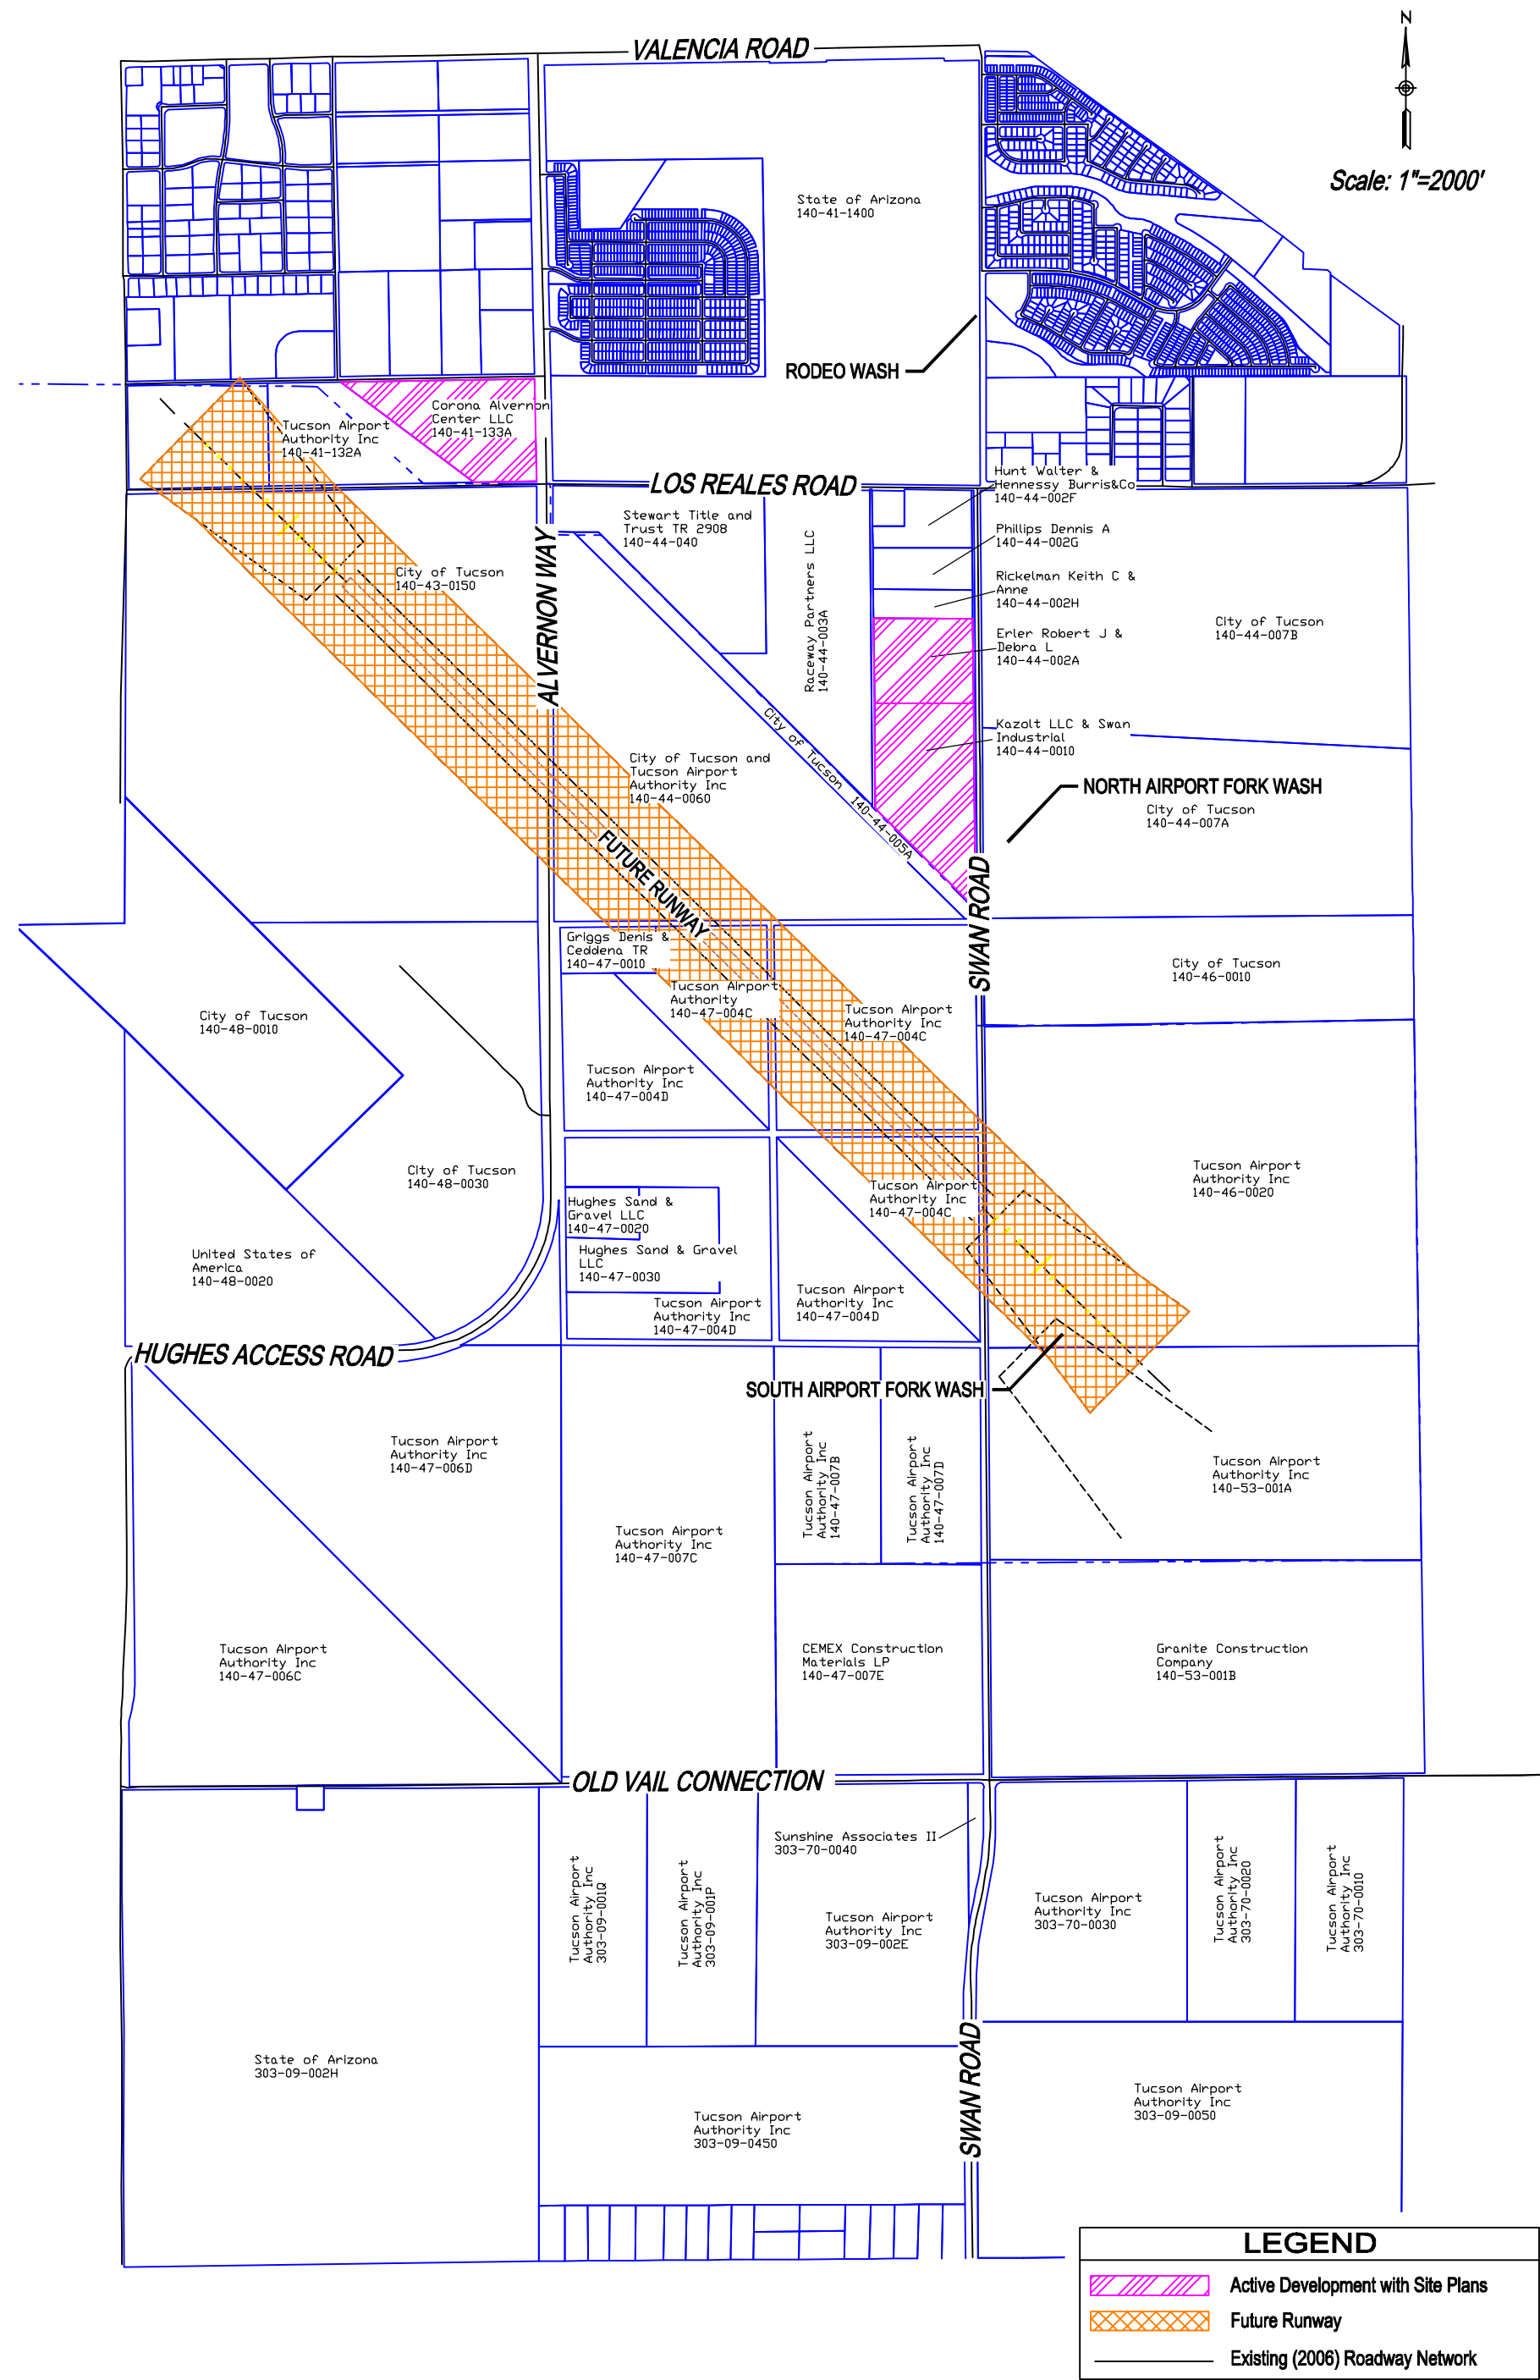 VALENCIA ROAD
N
Scale: 1"=2000'
State of Arizona
140-41-1400
RODEO WASH
Corona Alvernon
Center LLC
140-41-133A
Tucson Airport
Authority Inc
140-41-132A
LOS REALES ROAD
Hunt Walter &
Hennessy Burris&Co
140-44-002F
Stewart Title and
Trust TR 2908
140-44-040
Raceway Partners LLC
140-44-003A
Phillips Dennis A
140-44-002G
City of Tucson
140-43-0150
ALVERNON WAY
Rickelman Keith C &
Anne
140-44-002H
City of Tucson
140-44-007B
Erler Robert J &
Debra L
140-44-002A
City of Tucson 140-44-005A
Kazolt LLC & Swan
Industrial
140-44-0010
City of Tucson and
Tucson Airport
Authority Inc
140-44-0060
NORTH AIRPORT FORK WASH
City of Tucson
140-44-007A
FUTURE RUNWAY
SWAN ROAD
Griggs Denis &
Ceddena TR
140-47-0010
City of Tucson
140-46-0010
Tucson Airport
Authority
140-47-004C
Tucson Airport
Authority Inc
140-47-004C
City of Tucson
140-48-0010
Tucson Airport
Authority Inc
140-47-004D
City of Tucson
140-48-0030
Tucson Airport
Authority Inc
140-46-0020
Tucson Airport
Authority Inc
140-47-004C
Hughes Sand &
Gravel LLC
140-47-0020
Hughes Sand & Gravel
LLC
140-47-0030
United States of
America
140-48-0020
Tucson Airport
Authority Inc
140-47-004D
Tucson Airport
Authority Inc
140-47-004D
HUGHES ACCESS ROAD
SOUTH AIRPORT FORK WASH
Tucson Airport
Authority Inc
140-47-006D
Tucson Airport
Authority Inc
140-47-007B
Tucson Airport
Authority Inc
140-47-007D
Tucson Airport
Authority Inc
140-53-001A
Tucson Airport
Authority Inc
140-47-007C
Tucson Airport
Authority Inc
140-47-006C
CEMEX Construction
Materials LP
140-47-007E
Granite Construction
Company
140-53-001B
OLD VAIL CONNECTION
Sunshine Associates II
303-70-0040
Tucson Airport
Authority Inc
303-09-001Q
Tucson Airport
Authority Inc
303-09-001P
Tucson Airport
Authority Inc
303-09-002E
Tucson Airport
Authority Inc
303-70-0030
Tucson Airport
Authority Inc
303-70-0020
Tucson Airport
Authority Inc
303-70-0010
State of Arizona
303-09-002H
SWAN ROAD
Tucson Airport
Authority Inc
303-09-0450
Tucson Airport
Authority Inc
303-09-0050
LEGEND
Active Development with Site Plans
Future Runway
Existing (2006) Roadway Network